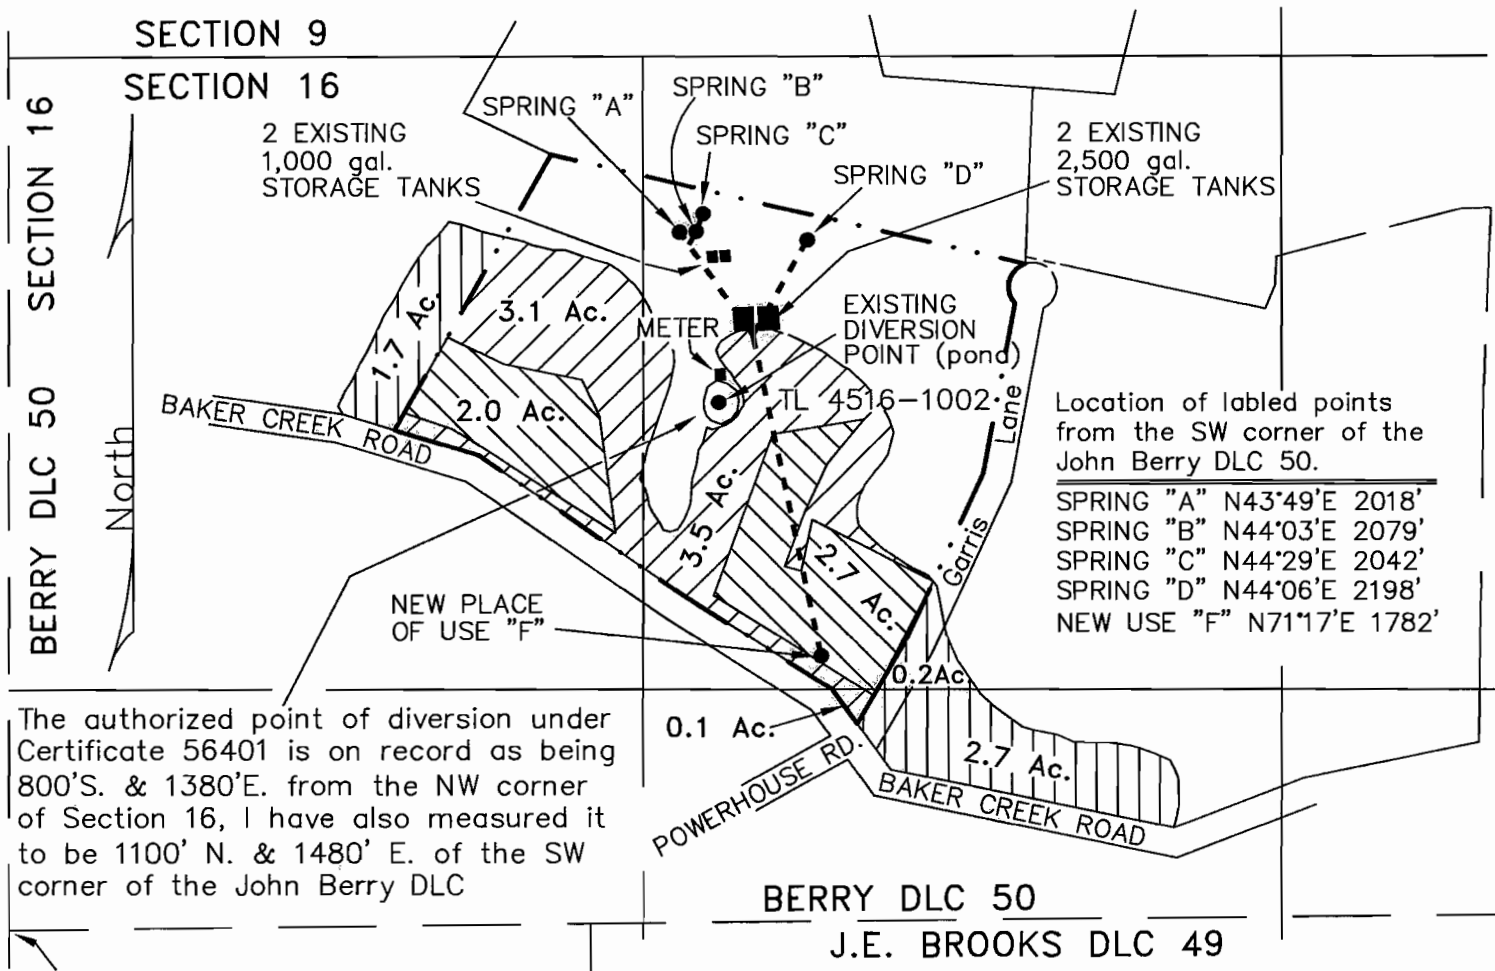 SECTION 9
SECTION 16
BERRY DLC 50 SECTION 16
North
2 EXISTING
1,000 gal.
STORAGE TANKS
SPRING "A"
SPRING "B"
SPRING "C"
SPRING "D"
2 EXISTING
2,500 gal.
STORAGE TANKS
1.7 Ac.
3.1 Ac.
METER
EXISTING
DIVERSION
POINT (pond)
TL 4516-1002
2.0 Ac.
BAKER CREEK ROAD
3.5 Ac.
2.7 Ac.
Garris Lane
Location of labled points
from the SW corner of the
John Berry DLC 50.
SPRING "A" N43°49'E 2018'
SPRING "B" N44°03'E 2079'
SPRING "C" N44°29'E 2042'
SPRING "D" N44°06'E 2198'
NEW USE "F" N71°17'E 1782'
NEW PLACE
OF USE "F"
0.2Ac.
0.1 Ac.
2.7 Ac.
POWERHOUSE RD.
BAKER CREEK ROAD
The authorized point of diversion under
Certificate 56401 is on record as being
800'S. & 1380'E. from the NW corner
of Section 16, I have also measured it
to be 1100' N. & 1480' E. of the SW
corner of the John Berry DLC
BERRY DLC 50
J.E. BROOKS DLC 49